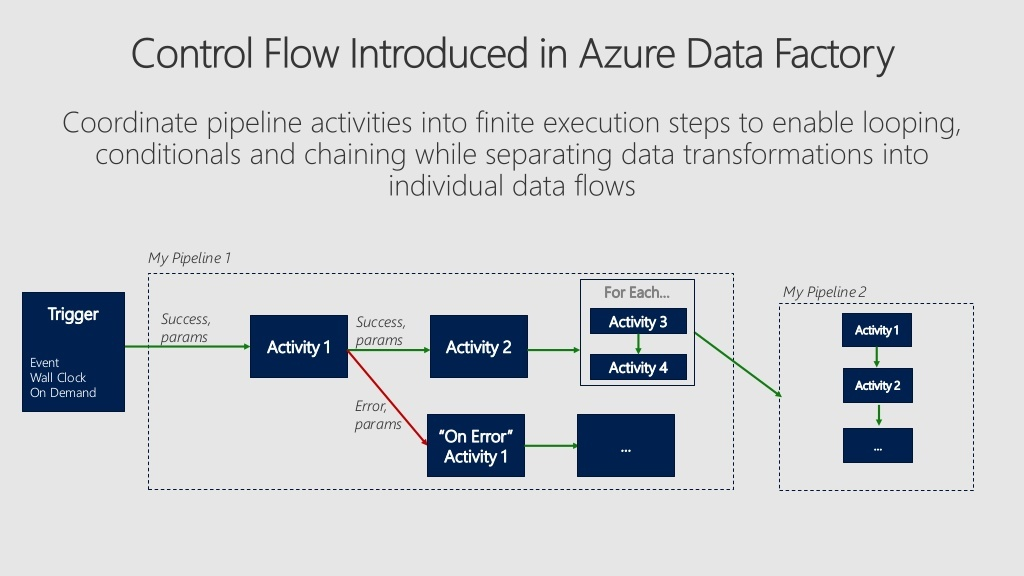 Control Flow Introduced in Azure Data Factory
Coordinate pipeline activities into finite execution steps to enable looping,
conditionals and chaining while separating data transformations into
individual data flows
My Pipeline 1
Trigger
Event
Wall Clock
On Demand
Success,
params
Activity 1
Success,
params
Activity 2
For Each...
Activity 3
Activity 4
Error,
params
“On Error”
Activity 1
...
My Pipeline 2
Activity 1
Activity 2
...